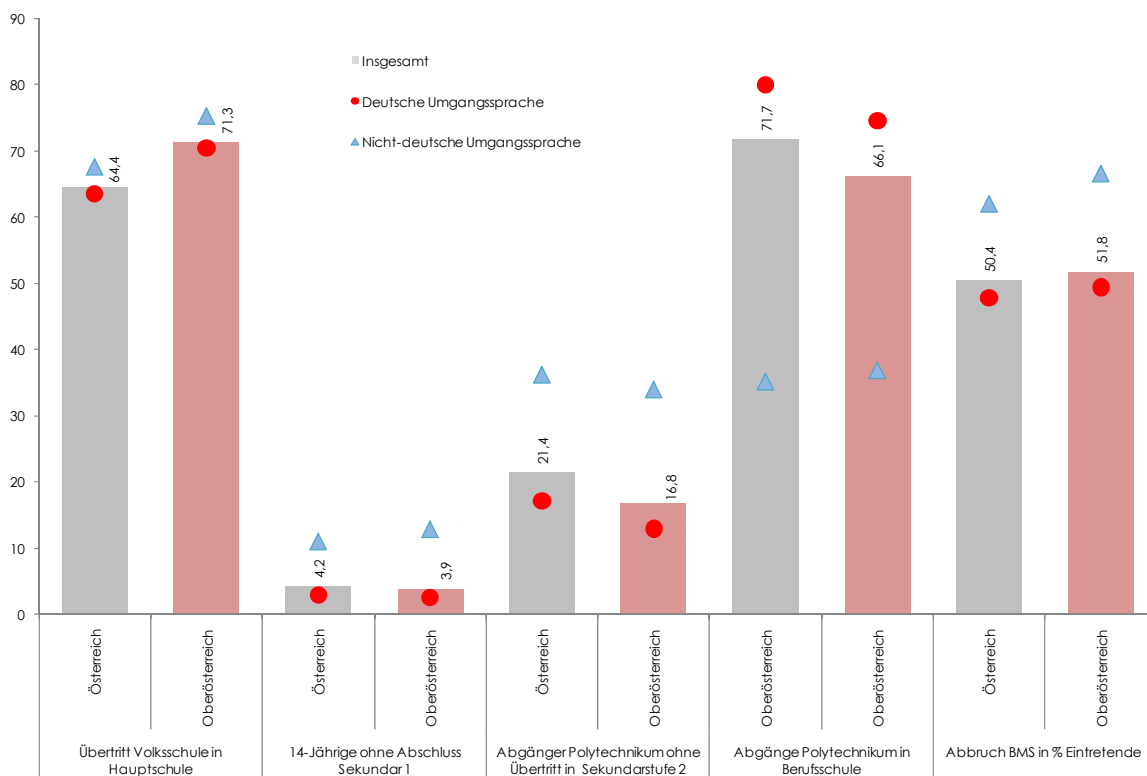 90
80
70
60
50
40
30
20
10
0
Insgesamt
Deutsche Umgangssprache
Nicht-deutsche Umgangssprache
64,4
71,3
4,2
3,9
21,4
16,8
71,7
66,1
50,4
51,8
Österreich
Oberösterreich
Österreich
Oberösterreich
Österreich
Oberösterreich
Österreich
Oberösterreich
Österreich
Oberösterreich
Übertritt Volksschule in
Hauptschule
14-Jährige ohne Abschluss
Sekundar 1
Abgänger Polytechnikum ohne
Übertritt in Sekundarstufe 2
Abgänge Polytechnikum in
Berufsschule
Abbruch BMS in % Eintretende